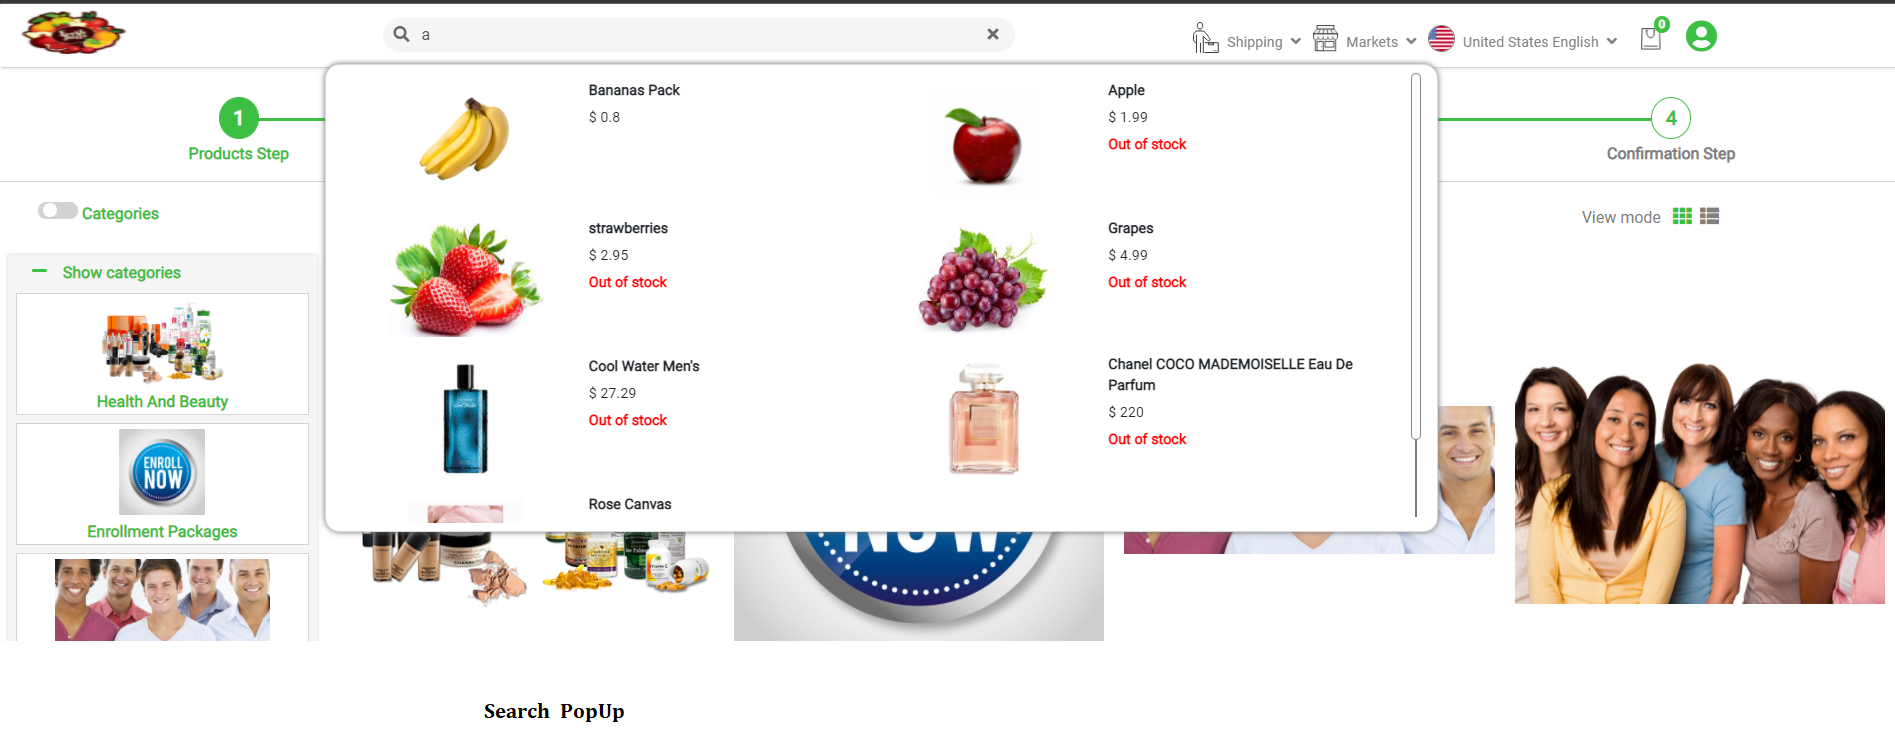 a
Shipping
Markets
United States English
0
1
Products Step
4
Confirmation Step
Categories
View mode
Show categories
Health And Beauty
ENROLL
NOW
Enrollment Packages
Bananas Pack
$ 0.8
Apple
$ 1.99
Out of stock
strawberries
$ 2.95
Out of stock
Grapes
$ 4.99
Out of stock
Cool Water Men's
$ 27.29
Out of stock
Chanel COCO MADEMOISELLE Eau De
Parfum
$ 220
Out of stock
Rose Canvas
NOW
Search PopUp